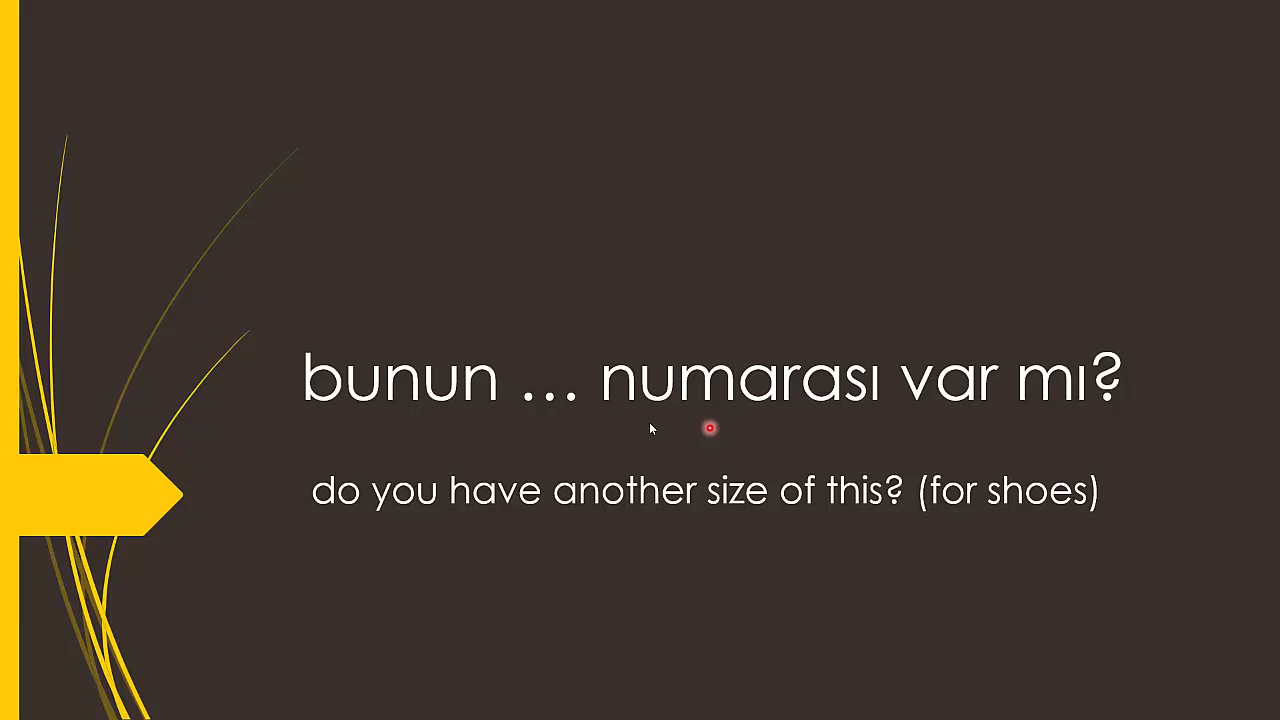 bunun ... numarası var mı?
do you have another size of this? (for shoes)